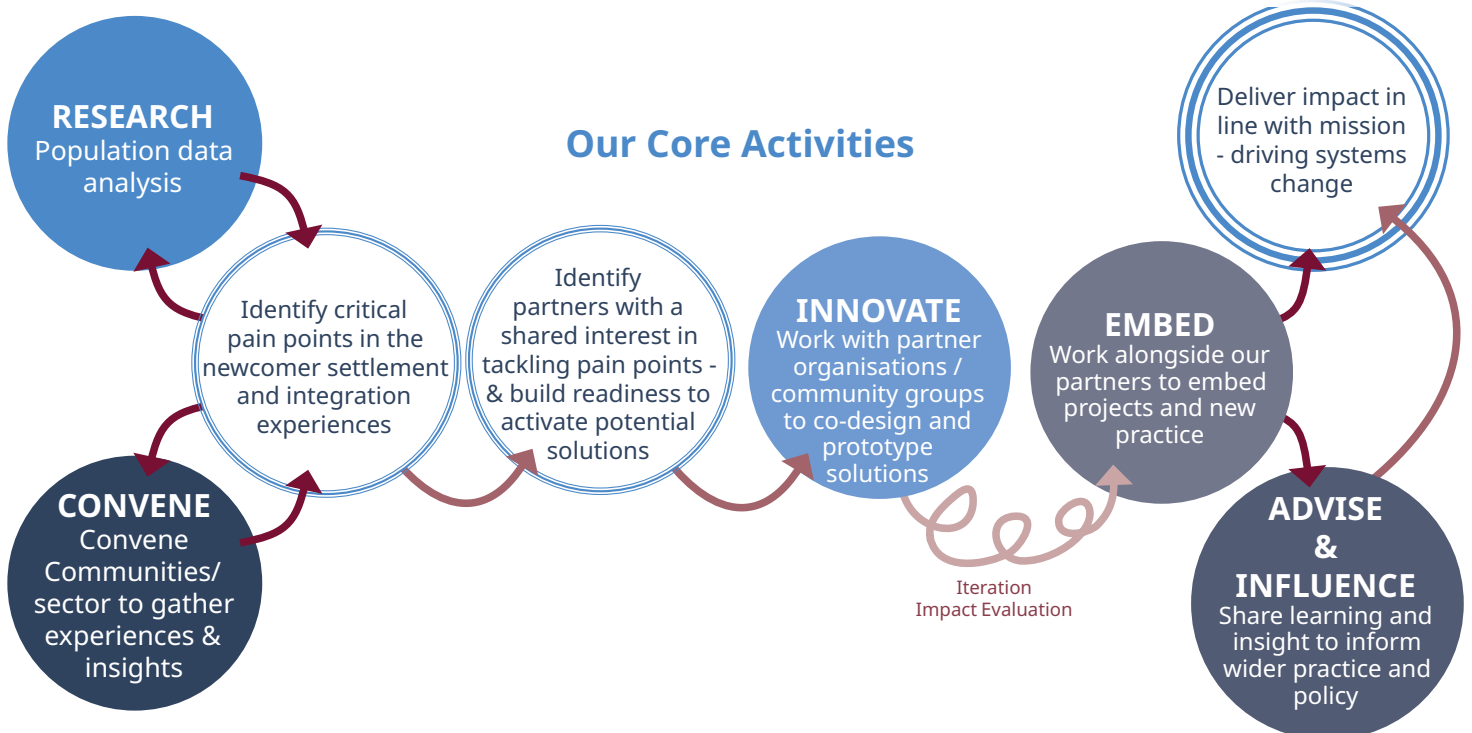 Our Core Activities
RESEARCH
Population data
analysis
Identify critical
pain points in the
newcomer settlement
and integration
experiences
CONVENE
Convene
Communities/
sector to gather
experiences &
insights
Identify
partners with a
shared interest in
tackling pain points -
& build readiness to
activate potential
solutions
INNOVATE
Work with partner
organisations /
community groups
to co-design and
prototype
solutions
Iteration
Impact Evaluation
EMBED
Work alongside our
partners to embed
projects and new
practice
Deliver impact in
line with mission
- driving systems
change
ADVISE
&
INFLUENCE
Share learning and
insight to inform
wider practice and
policy